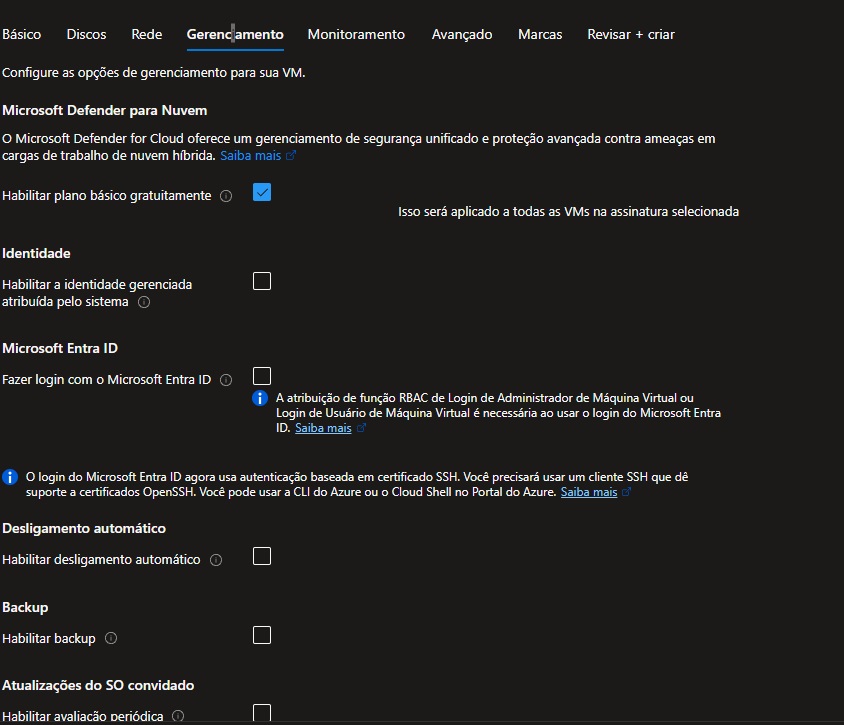 Básico Discos Rede Gerenciamento Monitoramento Avançado Marcas Revisar + criar
Configure as opções de gerenciamento para sua VM.
Microsoft Defender para Nuvem
O Microsoft Defender for Cloud oferece um gerenciamento de segurança unificado e proteção avançada contra ameaças em
cargas de trabalho de nuvem híbrida. Saiba mais
Habilitar plano básico gratuitamente
Isso será aplicado a todas as VMs na assinatura selecionada
Identidade
Habilitar a identidade gerenciada
atribuída pelo sistema
Microsoft Entra ID
Fazer login com o Microsoft Entra ID
A atribuição de função RBAC de Login de Administrador de Máquina Virtual ou
Login de Usuário de Máquina Virtual é necessária ao usar o login do Microsoft Entra
ID. Saiba mais
O login do Microsoft Entra ID agora usa autenticação baseada em certificado SSH. Você precisará usar um cliente SSH que dê
suporte a certificados OpenSSH. Você pode usar a CLI do Azure ou o Cloud Shell no Portal do Azure. Saiba mais
Desligamento automático
Habilitar desligamento automático
Backup
Habilitar backup
Atualizações do SO convidado
Habilitar avaliação periódica